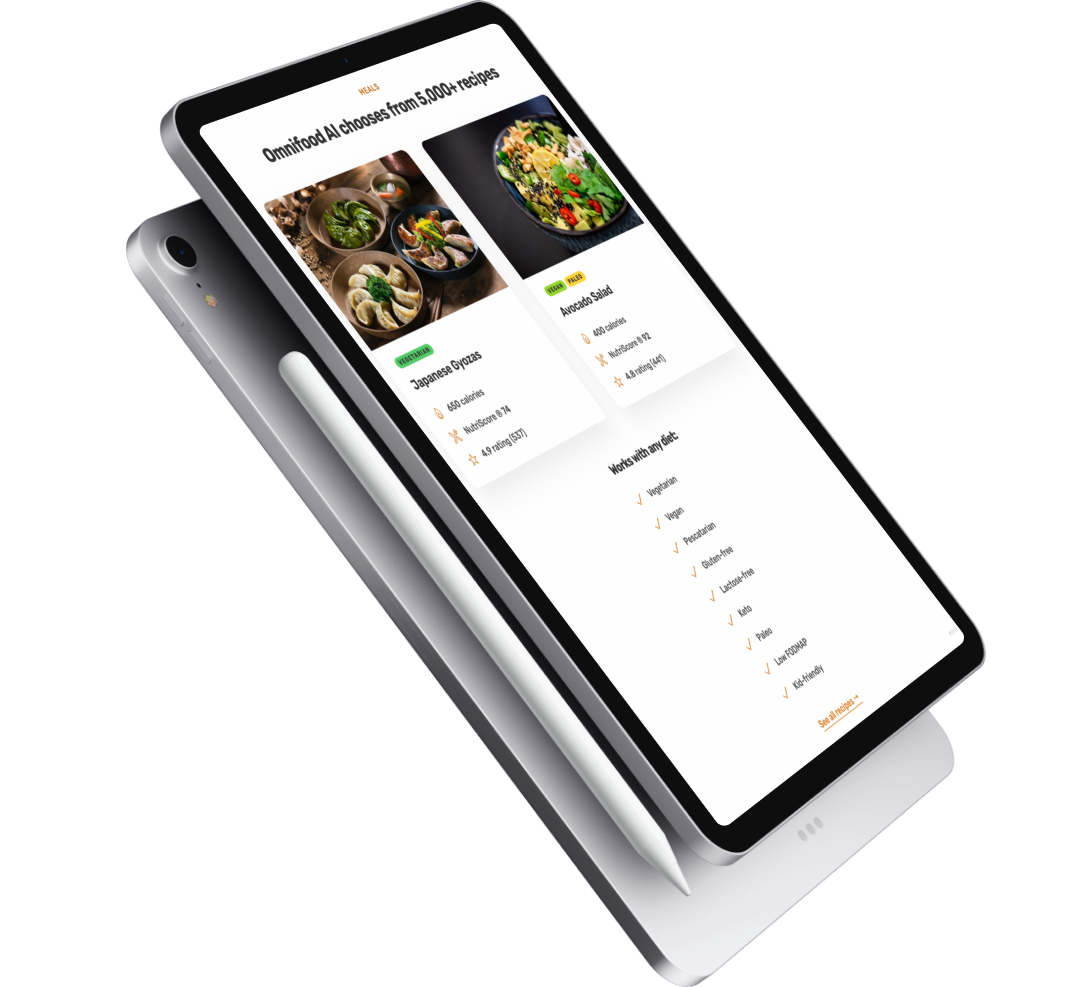 MEALS
Omnifood AI chooses from 5,000+ recipes
VEGETARIAN
Japanese Gyozas
650 calories
NutriScore ® 74
4.9 rating (537)
VEGAN PALEO
Avocado Salad
400 calories
NutriScore ® 92
4.8 rating (441)
Works with any diet:
Vegetarian
Vegan
Pescatarian
Gluten-free
Lactose-free
Keto
Paleo
Low FODMAP
Kid-friendly
See all recipes →